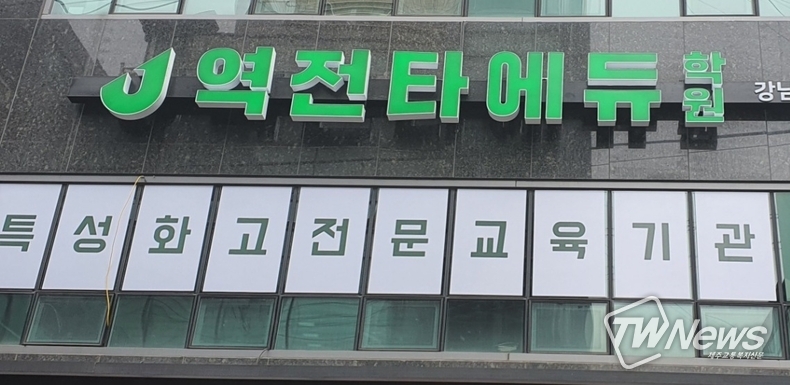 역전타에듀 학원 강남
특성화고전문교육기관
TWNews